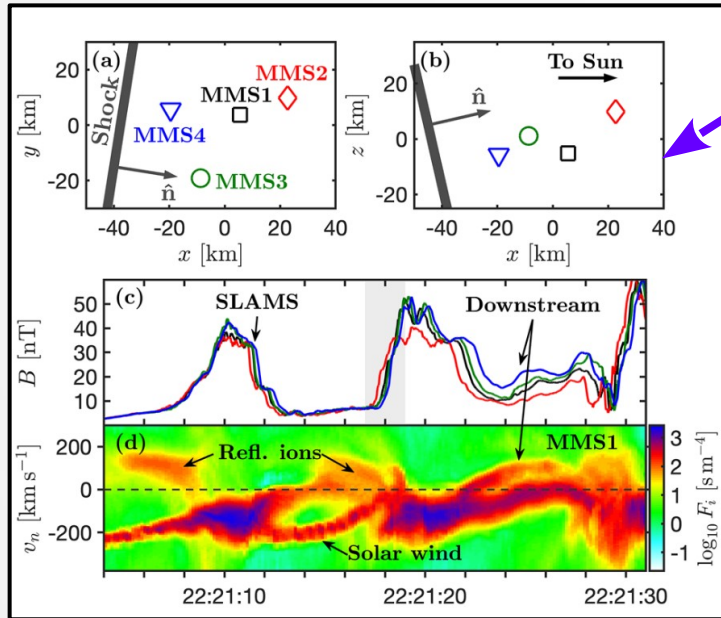 (a)
MMS2
MMS1
MMS4
MMS3
Shock
n̂
y [km]
20
0
-20
-40 -20 0 20 40
x [km]
(b)
To Sun
n̂
z [km]
20
0
-20
-40 -20 0 20 40
x [km]
(c)
SLAMS
Downstream
B [nT]
50
40
30
20
10
(d)
MMS1
Refl. ions
Solar wind
v_n [km s⁻¹]
200
0
-200
3
2
1
0
-1
log₁₀ F_i [s m⁻⁴]
22:21:10 22:21:20 22:21:30